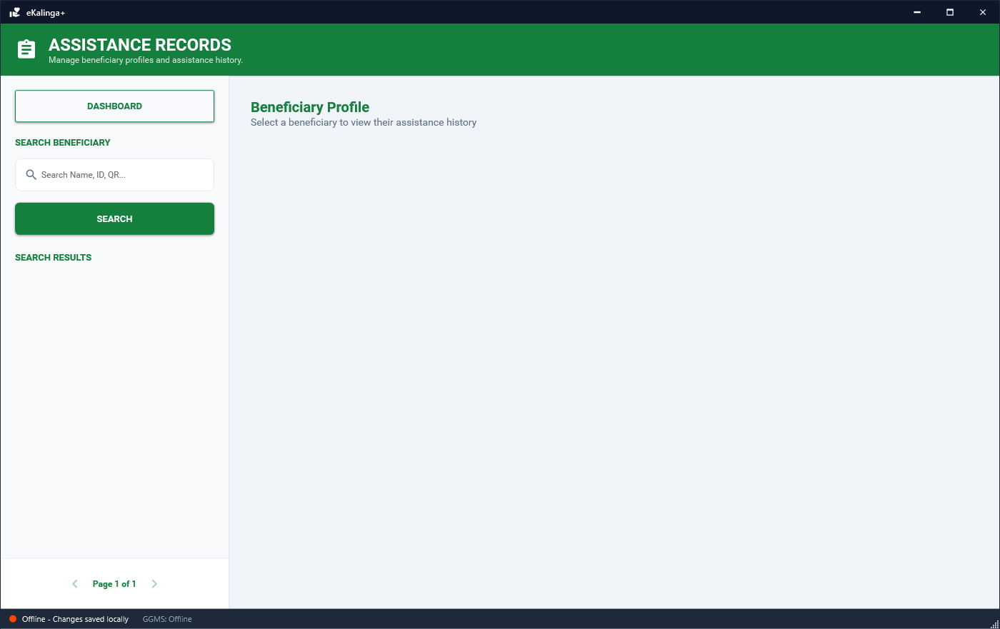 eKalinga+
ASSISTANCE RECORDS
Manage beneficiary profiles and assistance history.
DASHBOARD
SEARCH BENEFICIARY
Search Name, ID, QR...
SEARCH
SEARCH RESULTS
Page 1 of 1
Beneficiary Profile
Select a beneficiary to view their assistance history
Offline - Changes saved locally GGMS: Offline